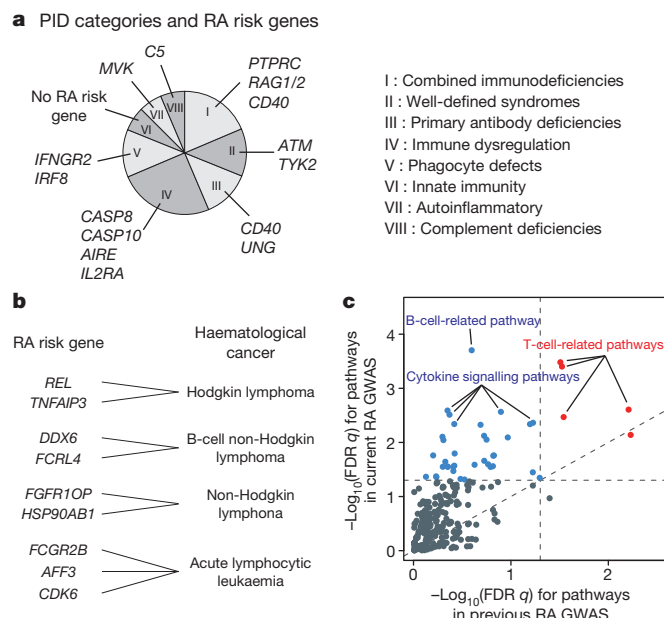 a PID categories and RA risk genes
C5
MVK
PTPRC
RAG1/2
CD40
No RA risk
gene
ATM
TYK2
IFNGR2
IRF8
CASP8
CASP10
AIRE
IL2RA
CD40
UNG
I
II
III
IV
V
VI
VII
VIII
I : Combined immunodeficiencies
II : Well-defined syndromes
III : Primary antibody deficiencies
IV : Immune dysregulation
V : Phagocyte defects
VI : Innate immunity
VII : Autoinflammatory
VIII : Complement deficiencies
b
RA risk gene
Haematological
cancer
REL
TNFAIP3
Hodgkin lymphoma
DDX6
FCRL4
B-cell non-Hodgkin
lymphoma
FGFR1OP
HSP90AB1
Non-Hodgkin
lymphona
FCGR2B
AFF3
CDK6
Acute lymphocytic
leukaemia
c
B-cell-related pathway
T-cell-related pathways
Cytokine signalling pathways
–Log10(FDR q) for pathways
in current RA GWAS
4
3
2
1
0
0
1
2
–Log10(FDR q) for pathways
in previous RA GWAS